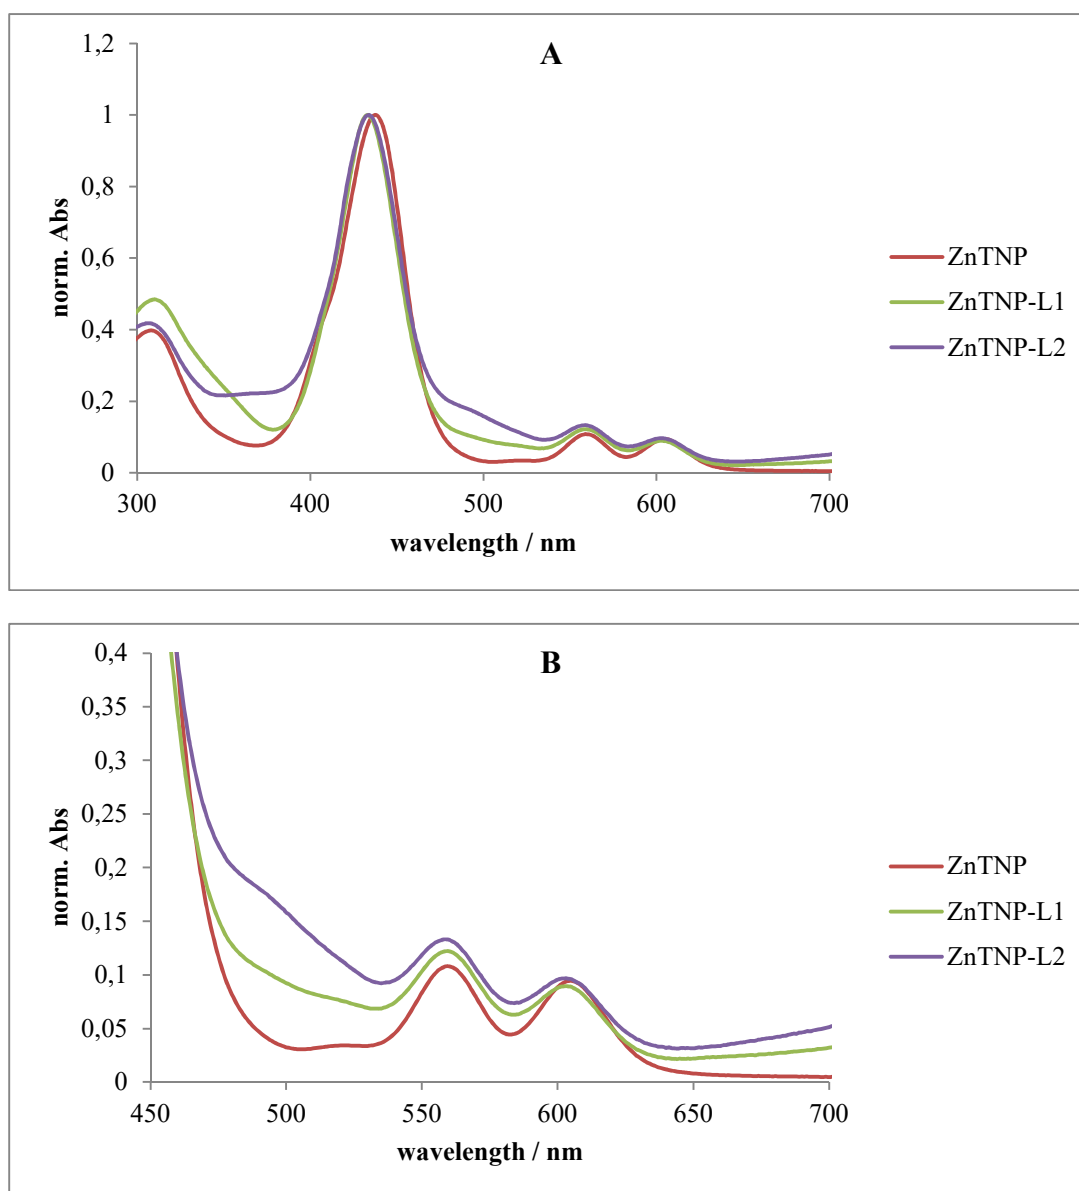 A
1,2
1
0,8
0,6
0,4
0,2
0
norm. Abs
300 400 500 600 700
wavelength / nm
ZnTNP
ZnTNP-L1
ZnTNP-L2
B
0,4
0,35
0,3
0,25
0,2
0,15
0,1
0,05
0
norm. Abs
450 500 550 600 650 700
wavelength / nm
ZnTNP
ZnTNP-L1
ZnTNP-L2